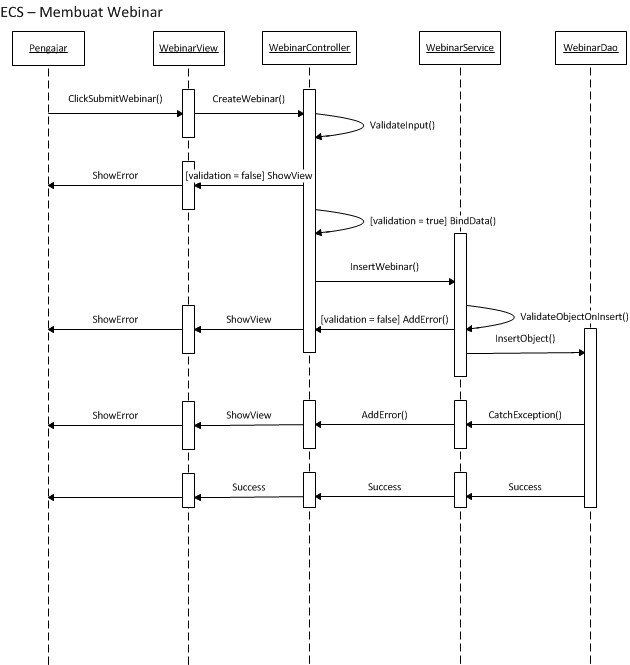 ECS – Membuat Webinar
Pengajar
WebinarView
WebinarController
WebinarService
WebinarDao
ClickSubmitWebinar()
CreateWebinar()
ValidateInput()
ShowError
[validation = false] ShowView
[validation = true] BindData()
InsertWebinar()
ValidateObjectOnInsert()
ShowError
ShowView
[validation = false] AddError()
InsertObject()
ShowError
ShowView
AddError()
CatchException()
Success
Success
Success